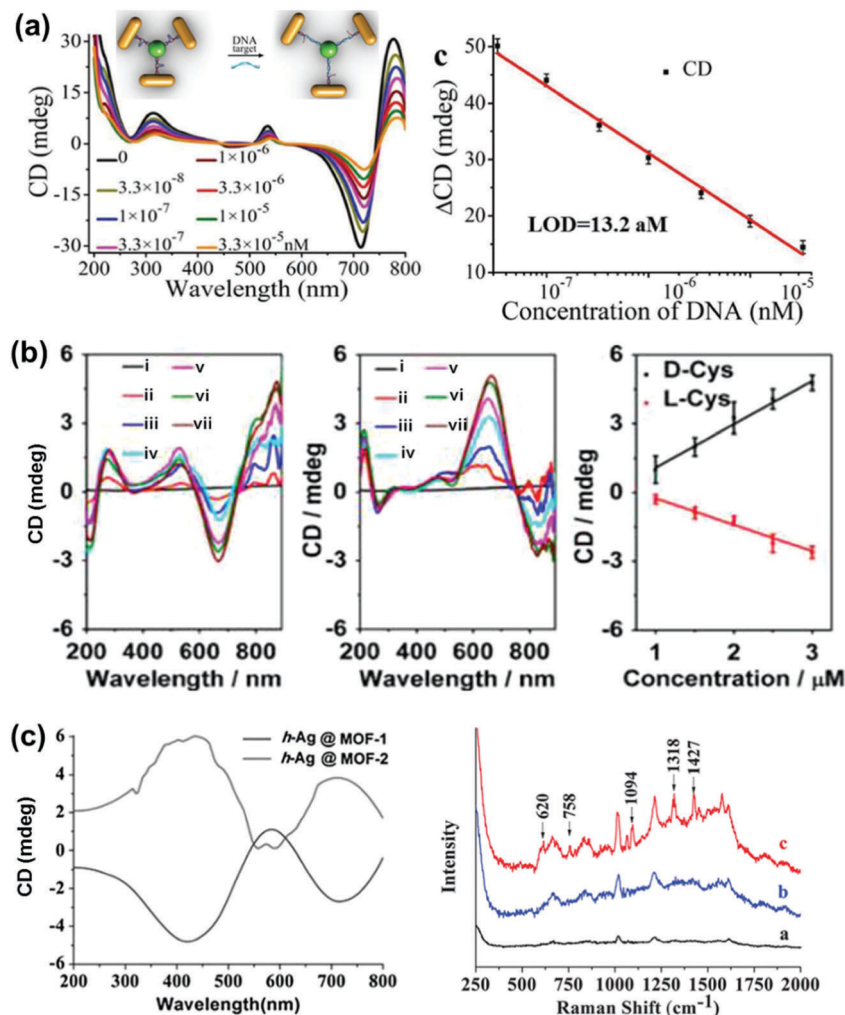 (a)
DNA
target
CD (mdeg)
30
15
0
-15
-30
0
3.3×10⁻⁸
1×10⁻⁷
3.3×10⁻⁷
1×10⁻⁶
3.3×10⁻⁶
1×10⁻⁵
3.3×10⁻⁵nM
200 300 400 500 600 700 800
Wavelength (nm)
c
CD
ΔCD (mdeg)
50
40
30
20
10
LOD=13.2 aM
10⁻⁷ 10⁻⁶ 10⁻⁵
Concentration of DNA (nM)
(b)
CD (mdeg)
6
3
0
-3
-6
i
ii
iii
iv
v
vi
vii
200 400 600 800
Wavelength / nm
CD / mdeg
6
3
0
-3
-6
i
ii
iii
iv
v
vi
vii
200 400 600 800
Wavelength / nm
CD / mdeg
6
3
0
-3
-6
D-Cys
L-Cys
1 2 3
Concentration / μM
(c)
CD (mdeg)
6
4
2
0
-2
-4
-6
h-Ag @ MOF-1
h-Ag @ MOF-2
200 300 400 500 600 700 800
Wavelength(nm)
Intensity
620
758
1094
1318
1427
c
b
a
250 500 750 1000 1250 1500 1750 2000
Raman Shift (cm⁻¹)